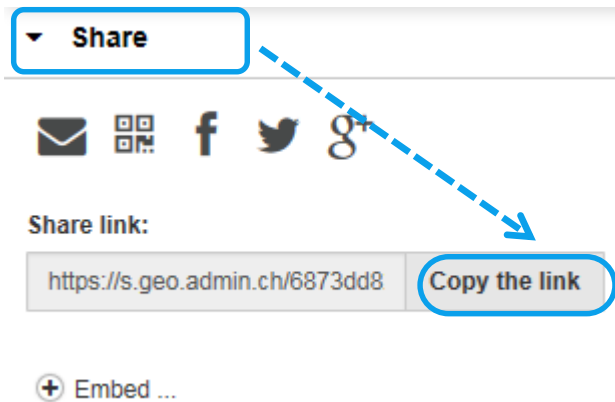 Share
Share link:
https://s.geo.admin.ch/6873dd8 Copy the link
Embed ...